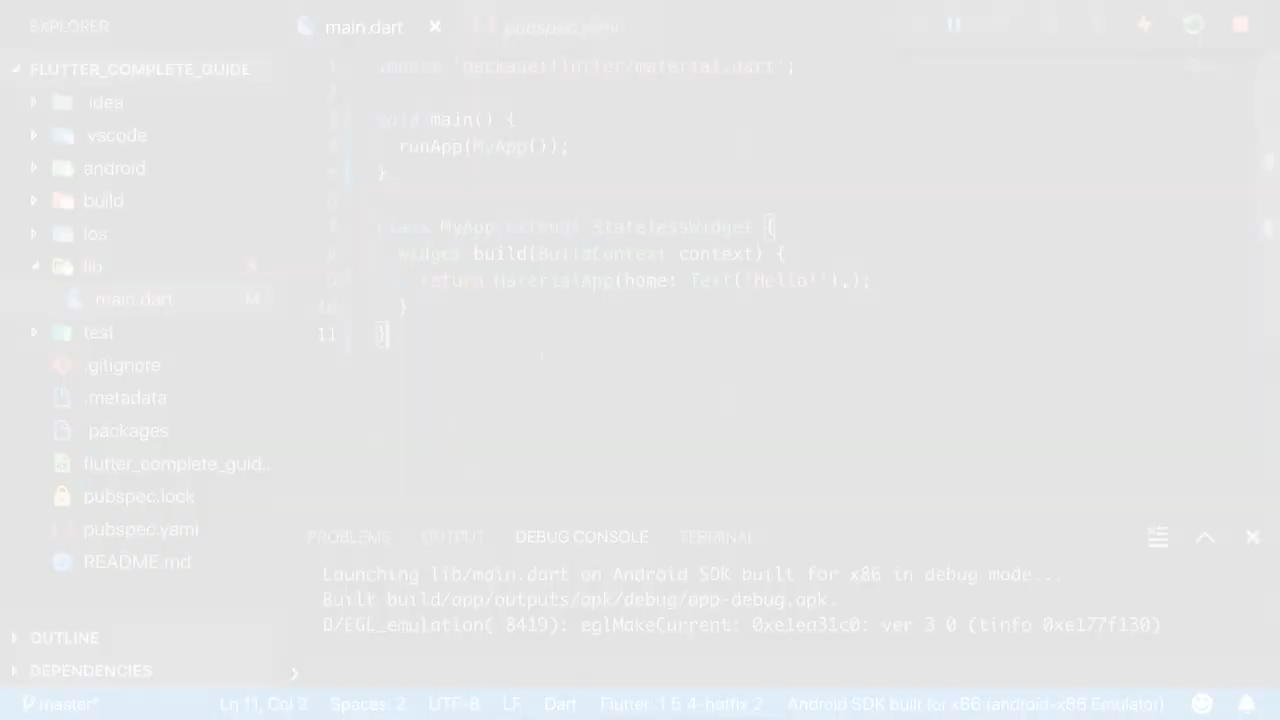 EXPLORER
main.dart
pubspec.yaml
FLUTTER_COMPLETE_GUIDE
.idea
.vscode
android
build
ios
lib
main.dart M
test
.gitignore
.metadata
.packages
flutter_complete_guid...
pubspec.lock
pubspec.yaml
README.md
OUTLINE
DEPENDENCIES
1 import 'package:flutter/material.dart';
2
3 void main() {
4 runApp(MyApp());
5 }
6
7 class MyApp extends StatelessWidget {
8 Widget build(BuildContext context) {
9 return MaterialApp(home: Text('Hello!'),);
10 }
11 }
PROBLEMS OUTPUT DEBUG CONSOLE TERMINAL
Launching lib/main.dart on Android SDK built for x86 in debug mode...
Built build/app/outputs/apk/debug/app-debug.apk.
D/EGL_emulation( 8419): eglMakeCurrent: 0xe1ea31c0: ver 3 0 (tinfo 0xe177f130)
master* Ln 11, Col 2 Spaces: 2 UTF-8 LF Dart Flutter: 1.5.4-hotfix.2 Android SDK built for x86 (android-x86 Emulator)